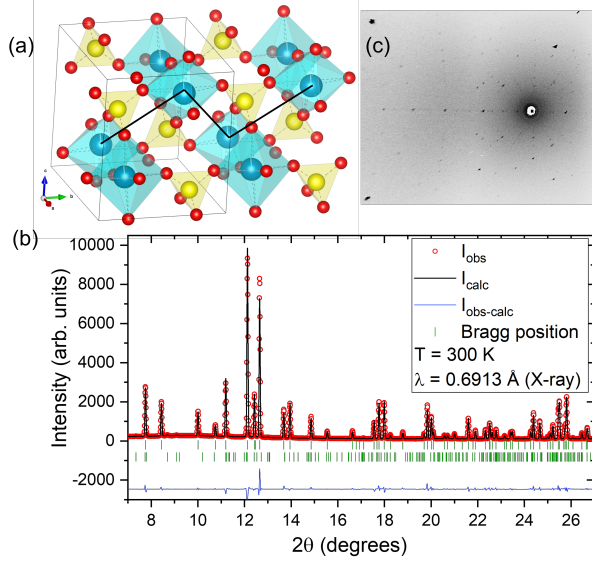 (a)
(c)
c
b
a
(b)
10000
8000
6000
4000
2000
0
-2000
Intensity (arb. units)
I_obs
I_calc
I_obs-calc
Bragg position
T = 300 K
λ = 0.6913 Å (X-ray)
8 10 12 14 16 18 20 22 24 26
2θ (degrees)